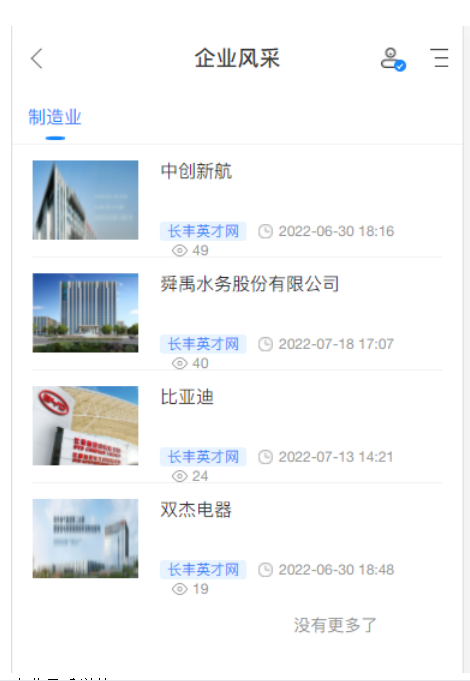 企业风采
制造业
中创新航
长丰英才网 2022-06-30 18:16
49
舜禹水务股份有限公司
长丰英才网 2022-07-18 17:07
40
比亚迪
长丰英才网 2022-07-13 14:21
24
双杰电器
长丰英才网 2022-06-30 18:48
19
没有更多了